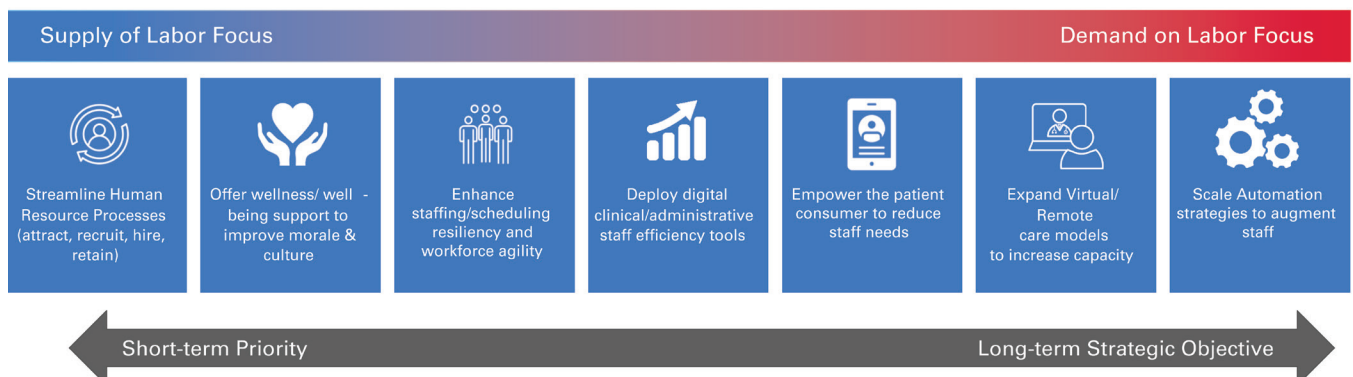 Supply of Labor Focus
Demand on Labor Focus
Streamline Human
Resource Processes
(attract, recruit, hire,
retain)
Offer wellness/ well -
being support to
improve morale &
culture
Enhance
staffing/scheduling
resiliency and
workforce agility
Deploy digital
clinical/administrative
staff efficiency tools
Empower the patient
consumer to reduce
staff needs
Expand Virtual/
Remote
care models
to increase capacity
Scale Automation
strategies to augment
staff
Short-term Priority
Long-term Strategic Objective